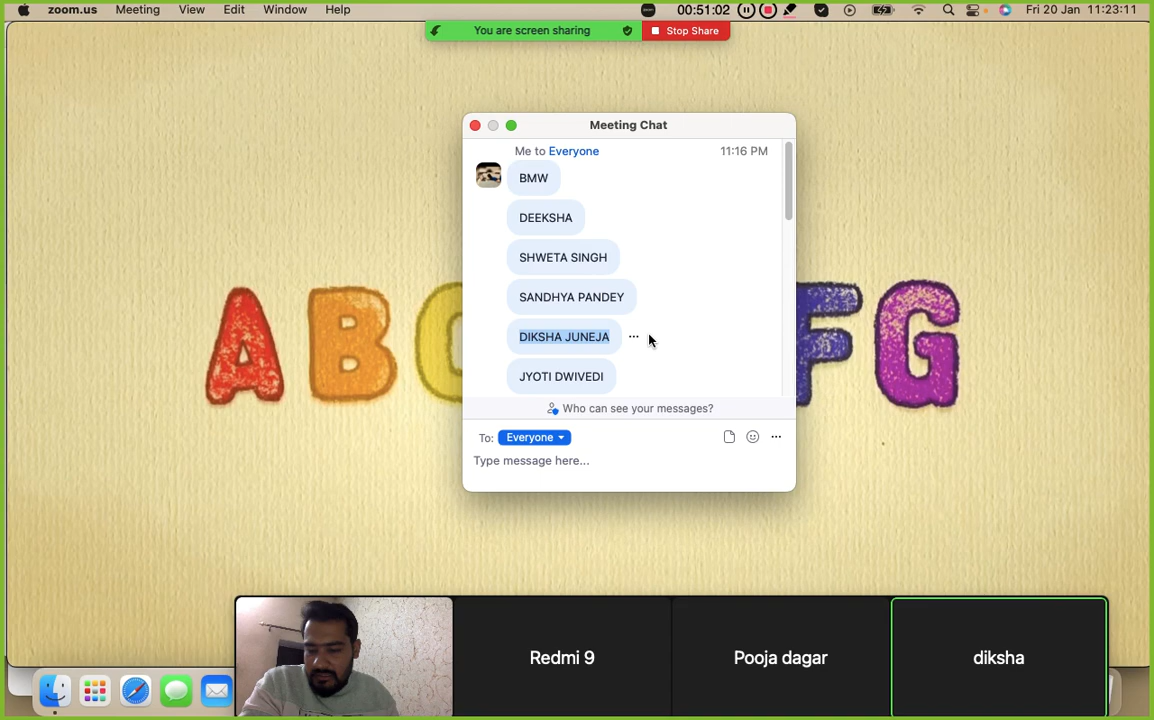 zoom.us Meeting View Edit Window Help 00:51:02 Fri 20 Jan 11:23:11
You are screen sharing Stop Share
Meeting Chat
Me to Everyone 11:16 PM
BMW
DEEKSHA
SHWETA SINGH
SANDHYA PANDEY
DIKSHA JUNEJA
JYOTI DWIVEDI
Who can see your messages?
To: Everyone
Type message here...
A B C F G
Redmi 9 Pooja dagar diksha